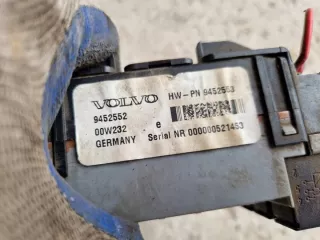 VOLVO HW-PN 9452553
9452552
00W232 e
GERMANY Serial NR 000000521453